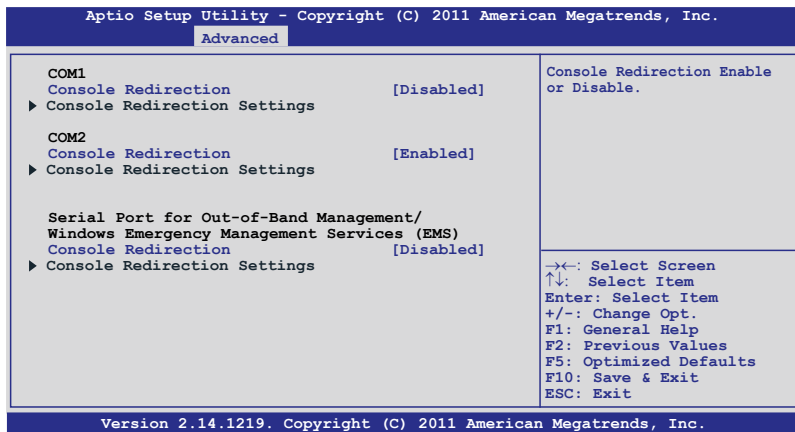 Aptio Setup Utility - Copyright (C) 2011 American Megatrends, Inc.
Advanced
COM1
Console Redirection [Disabled]
▶ Console Redirection Settings
COM2
Console Redirection [Enabled]
▶ Console Redirection Settings
Serial Port for Out-of-Band Management/
Windows Emergency Management Services (EMS)
Console Redirection [Disabled]
▶ Console Redirection Settings
Console Redirection Enable
or Disable.
→←: Select Screen
↑↓: Select Item
Enter: Select Item
+/-: Change Opt.
F1: General Help
F2: Previous Values
F5: Optimized Defaults
F10: Save & Exit
ESC: Exit
Version 2.14.1219. Copyright (C) 2011 American Megatrends, Inc.